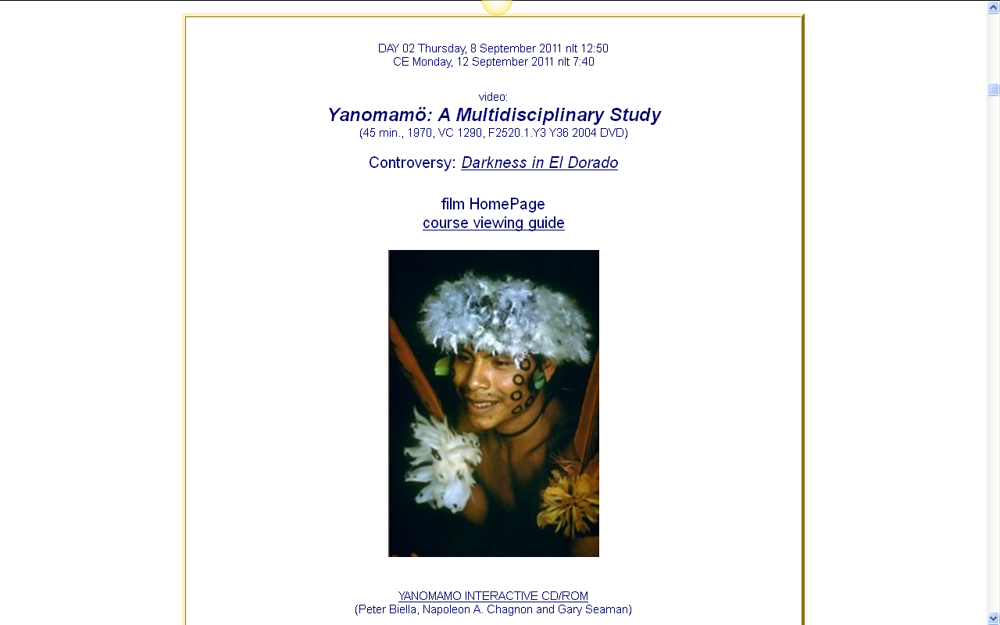 DAY 02 Thursday, 8 September 2011 nlt 12:50
CE Monday, 12 September 2011 nlt 7:40
video:
Yanomamö: A Multidisciplinary Study
(45 min., 1970, VC 1290, F2520.1.Y3 Y36 2004 DVD)
Controversy: Darkness in El Dorado
film HomePage
course viewing guide
YANOMAMO INTERACTIVE CD/ROM
(Peter Biella, Napoleon A. Chagnon and Gary Seaman)